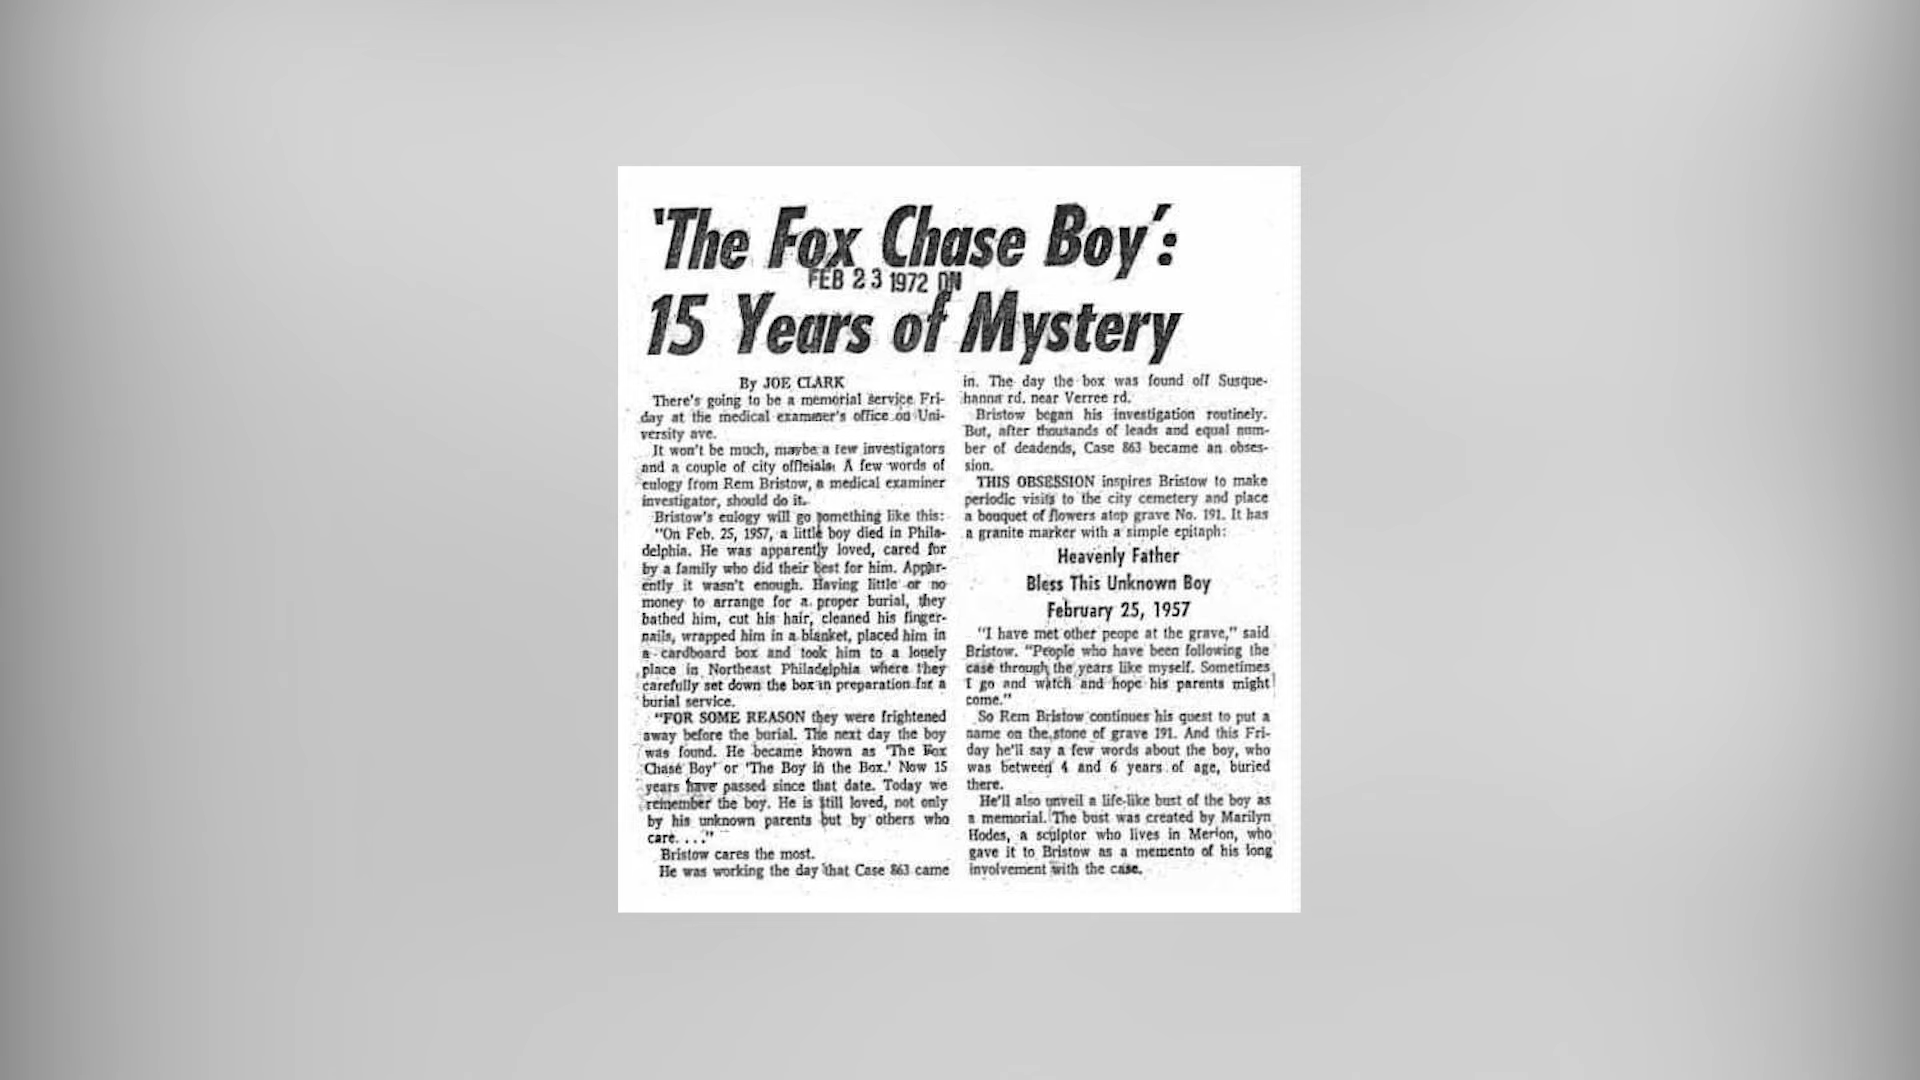 'The Fox Chase Boy':
FEB 23 1972 DN
15 Years of Mystery
By JOE CLARK
There's going to be a memorial service Fri-
day at the medical examiner's office on Uni-
versity ave.
It won't be much, maybe a few investigators
and a couple of city officials. A few words of
eulogy from Rem Bristow, a medical examiner
investigator, should do it.
Bristow's eulogy will go something like this:
"On Feb. 25, 1957, a little boy died in Phila-
delphia. He was apparently loved, cared for
by a family who did their best for him. Appar-
ently it wasn't enough. Having little or no
money to arrange for a proper burial, they
bathed him, cut his hair, cleaned his finger-
nails, wrapped him in a blanket, placed him in
a cardboard box and took him to a lonely
place in Northeast Philadelphia where they
carefully set down the box in preparation for a
burial service.
"FOR SOME REASON they were frightened
away before the burial. The next day the boy
was found. He became known as 'The Fox
Chase Boy' or 'The Boy in the Box.' Now 15
years have passed since that date. Today we
remember the boy. He is still loved, not only
by his unknown parents but by others who
care. . . ."
Bristow cares the most.
He was working the day that Case 863 came
in. The day the box was found off Susque-
hanna rd. near Verree rd.
Bristow began his investigation routinely.
But, after thousands of leads and equal num-
ber of deadends, Case 863 became an obses-
sion.
THIS OBSESSION inspires Bristow to make
periodic visits to the city cemetery and place
a bouquet of flowers atop grave No. 191. It has
a granite marker with a simple epitaph:
Heavenly Father
Bless This Unknown Boy
February 25, 1957
"I have met other peope at the grave," said
Bristow. "People who have been following the
case through the years like myself. Sometimes
I go and watch and hope his parents might
come."
So Rem Bristow continues his quest to put a
name on the stone of grave 191. And this Fri-
day he'll say a few words about the boy, who
was between 4 and 6 years of age, buried
there.
He'll also unveil a life-like bust of the boy as
a memorial. The bust was created by Marilyn
Hodes, a sculptor who lives in Merion, who
gave it to Bristow as a memento of his long
involvement with the case.